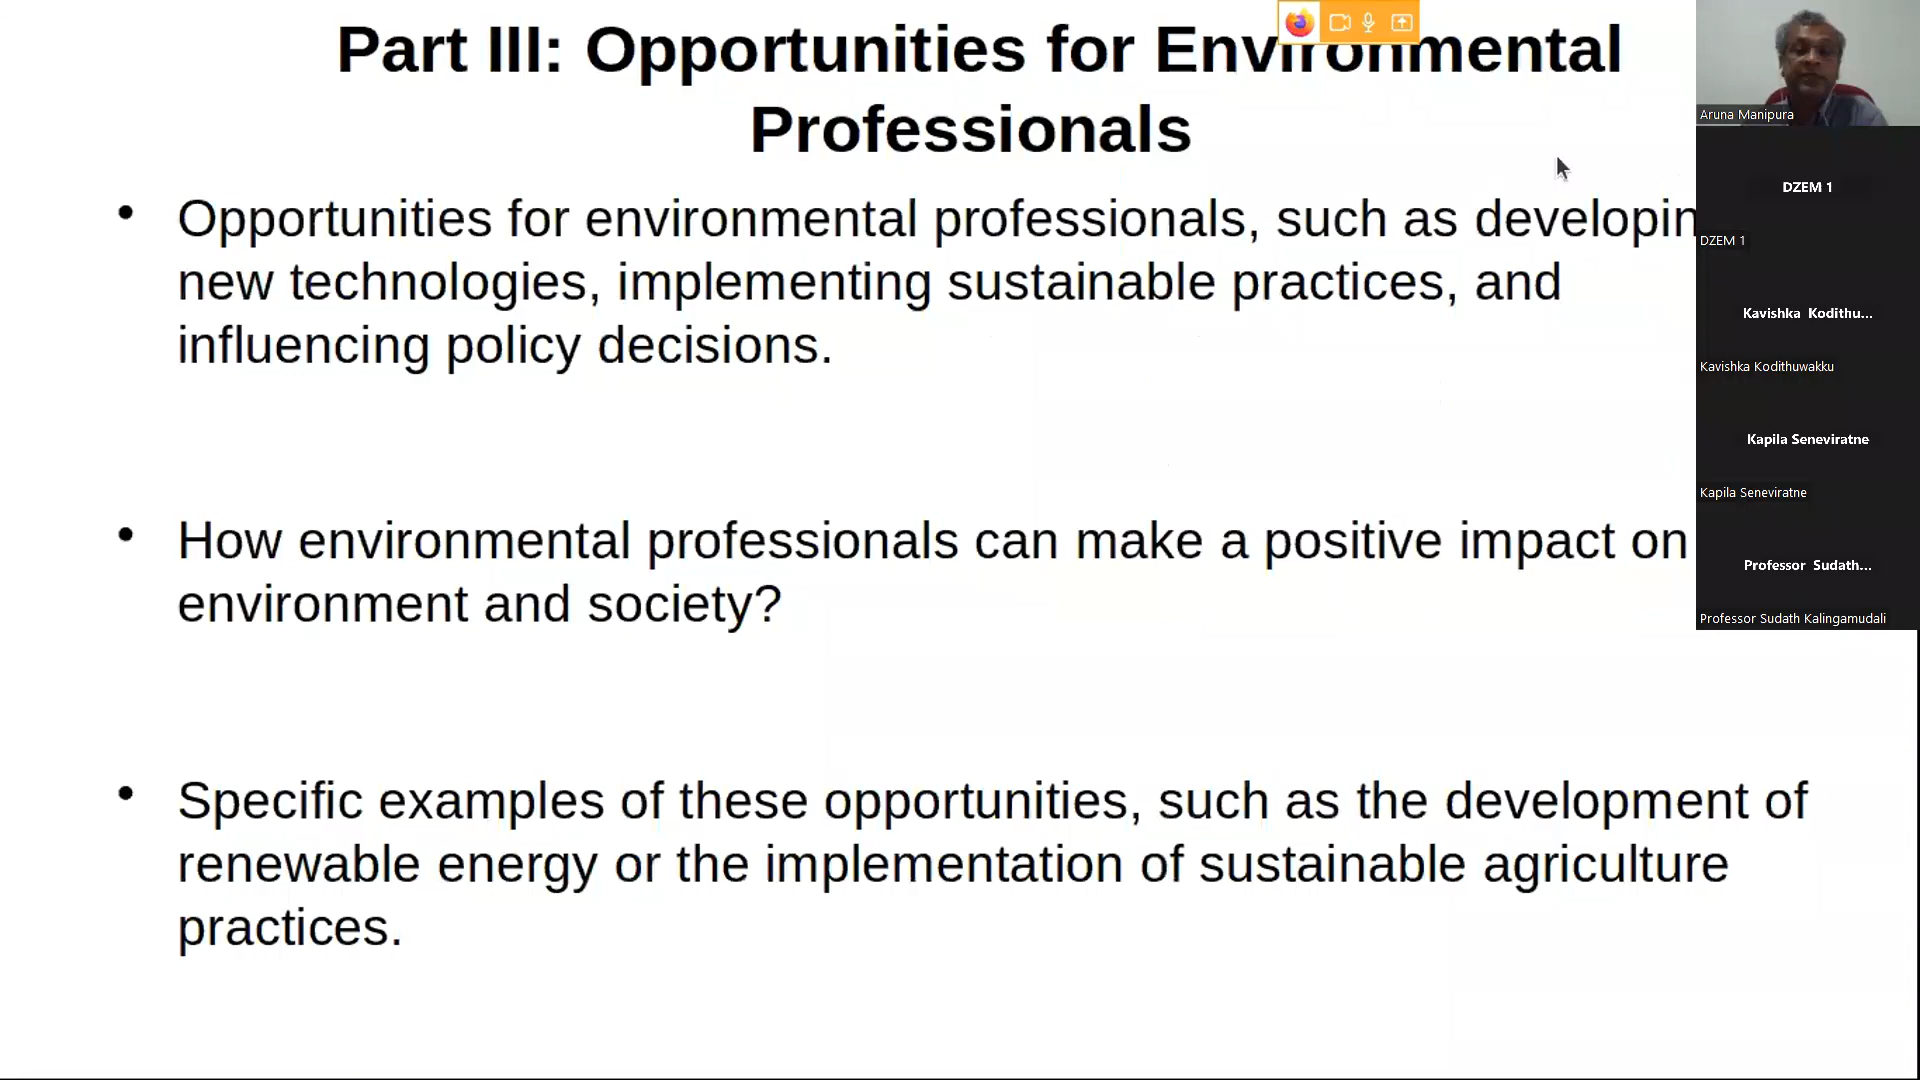 Part III: Opportunities for Environmental
Professionals
• Opportunities for environmental professionals, such as developin
new technologies, implementing sustainable practices, and
influencing policy decisions.
• How environmental professionals can make a positive impact on
environment and society?
• Specific examples of these opportunities, such as the development of
renewable energy or the implementation of sustainable agriculture
practices.
Aruna Manipura
DZEM 1
DZEM 1
Kavishka Kodithu...
Kavishka Kodithuwakku
Kapila Seneviratne
Kapila Seneviratne
Professor Sudath...
Professor Sudath Kalingamudali